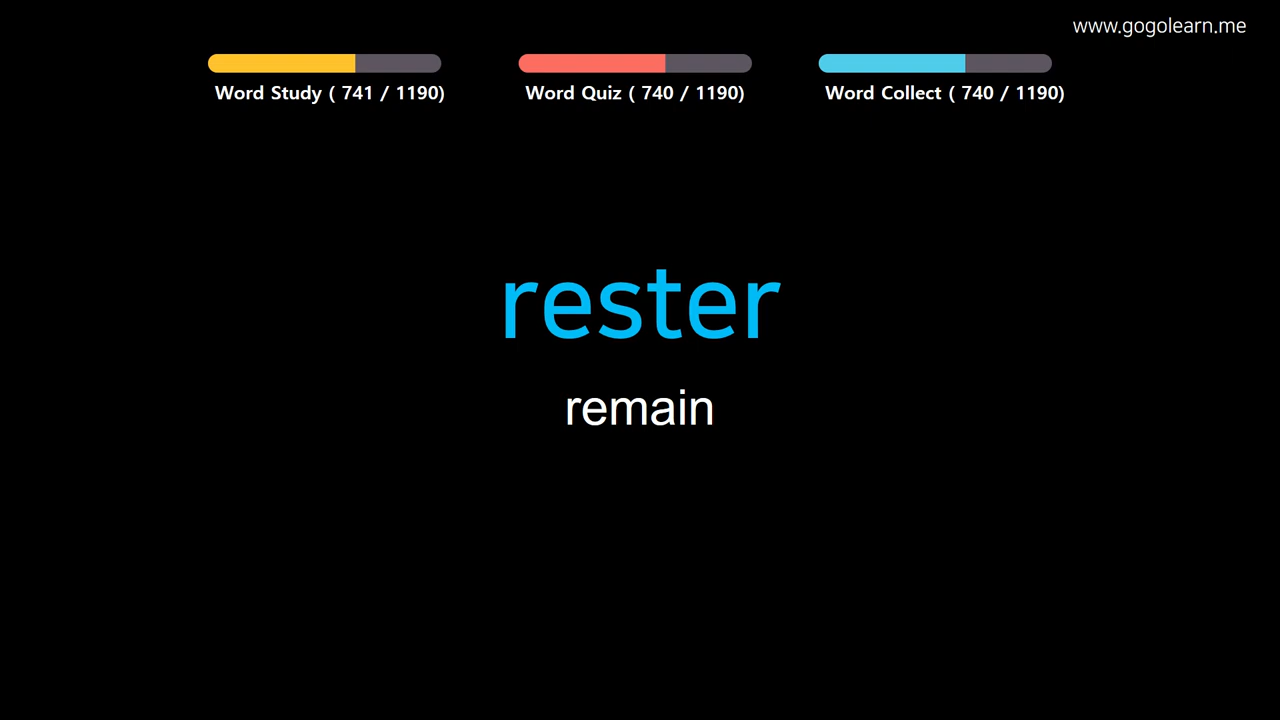 www.gogolearn.me
Word Study ( 741 / 1190)
Word Quiz ( 740 / 1190)
Word Collect ( 740 / 1190)
rester
remain